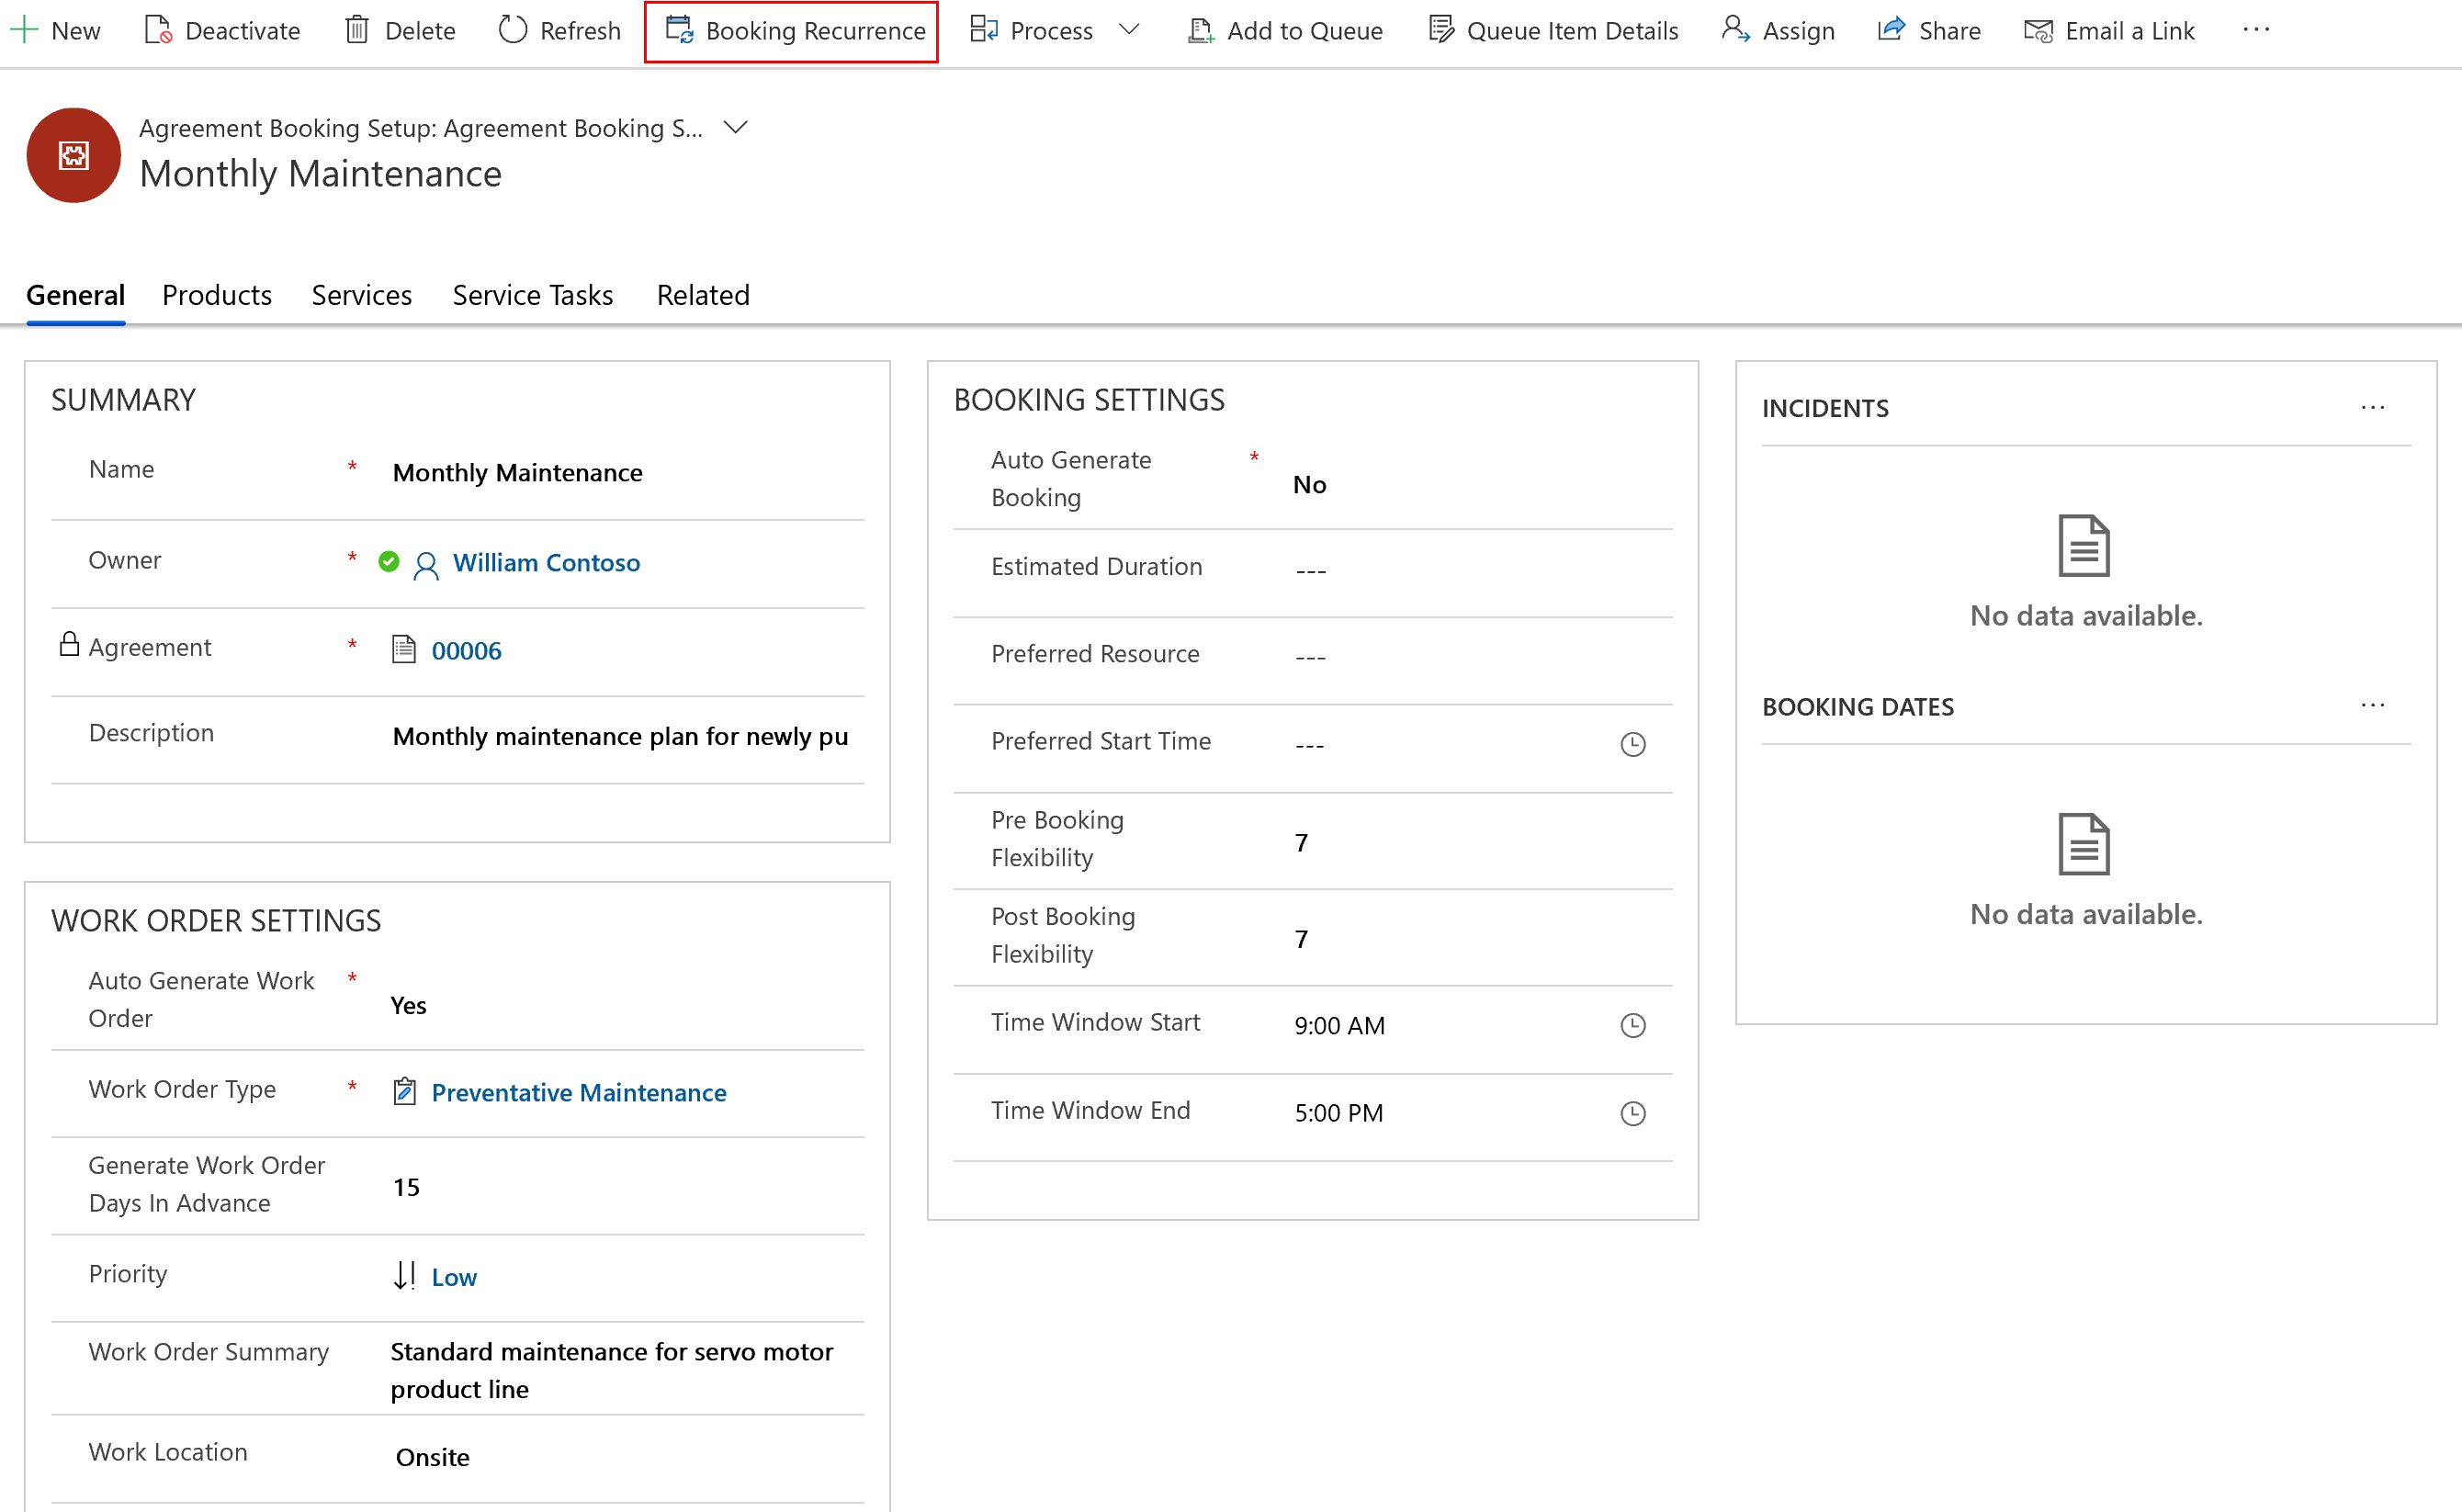 New Deactivate Delete Refresh Booking Recurrence Process Add to Queue Queue Item Details Assign Share Email a Link ...
Agreement Booking Setup: Agreement Booking S...
Monthly Maintenance
General Products Services Service Tasks Related
SUMMARY
Name * Monthly Maintenance
Owner * William Contoso
Agreement * 00006
Description Monthly maintenance plan for newly pu
WORK ORDER SETTINGS
Auto Generate Work * 
Order
Yes
Work Order Type * Preventative Maintenance
Generate Work Order
Days In Advance
15
Priority Low
Work Order Summary Standard maintenance for servo motor
product line
Work Location Onsite
BOOKING SETTINGS
Auto Generate *
Booking
No
Estimated Duration ---
Preferred Resource ---
Preferred Start Time ---
Pre Booking
Flexibility
7
Post Booking
Flexibility
7
Time Window Start 9:00 AM
Time Window End 5:00 PM
INCIDENTS ...
No data available.
BOOKING DATES ...
No data available.